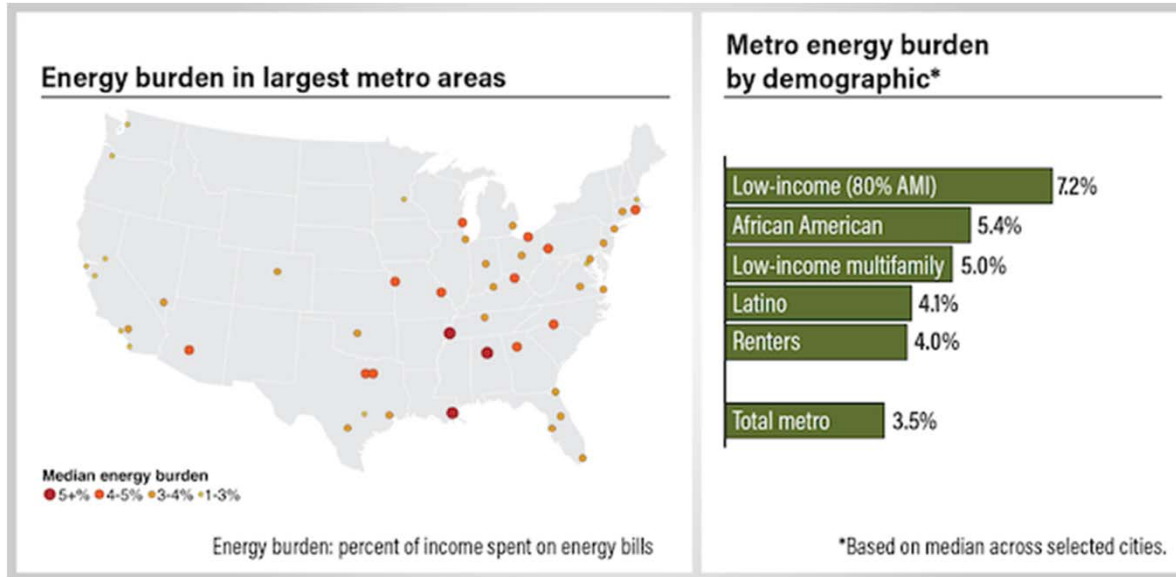 Energy burden in largest metro areas
Median energy burden
5+% 4-5% 3-4% 1-3%
Energy burden: percent of income spent on energy bills
Metro energy burden
by demographic*
Low-income (80% AMI) 7.2%
African American 5.4%
Low-income multifamily 5.0%
Latino 4.1%
Renters 4.0%
Total metro 3.5%
*Based on median across selected cities.